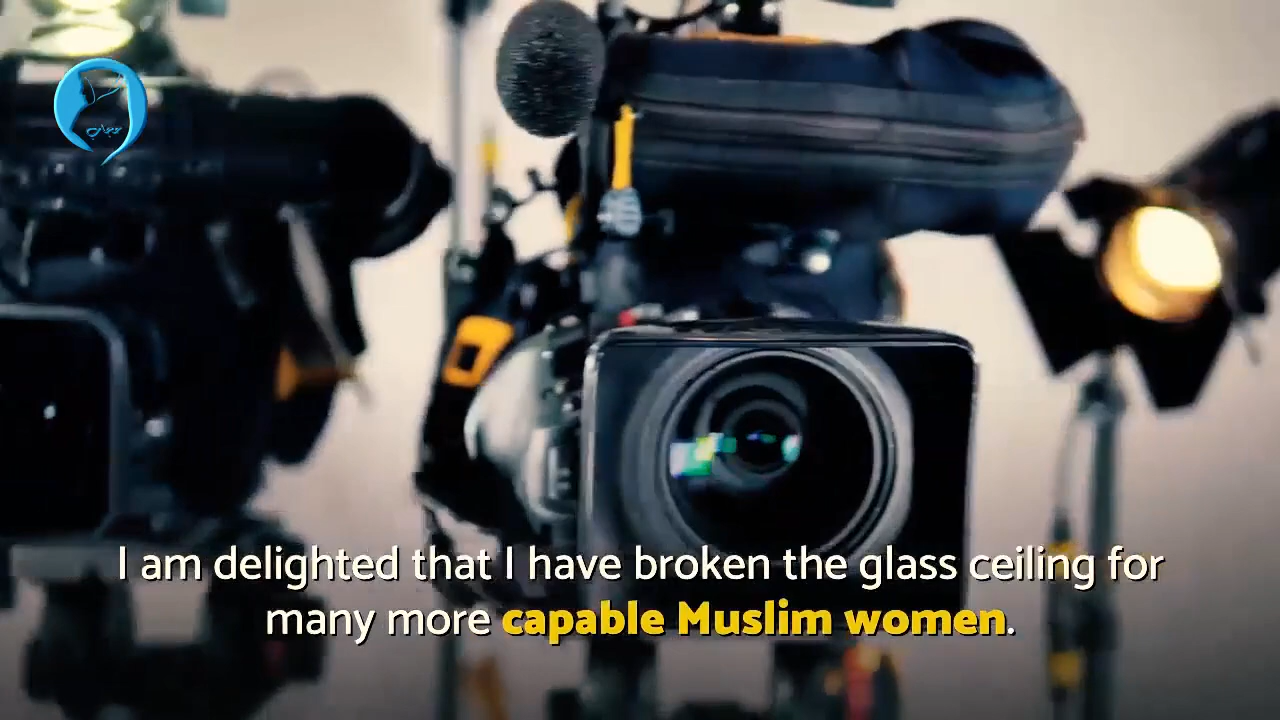 I am delighted that I have broken the glass ceiling for
many more capable Muslim women.